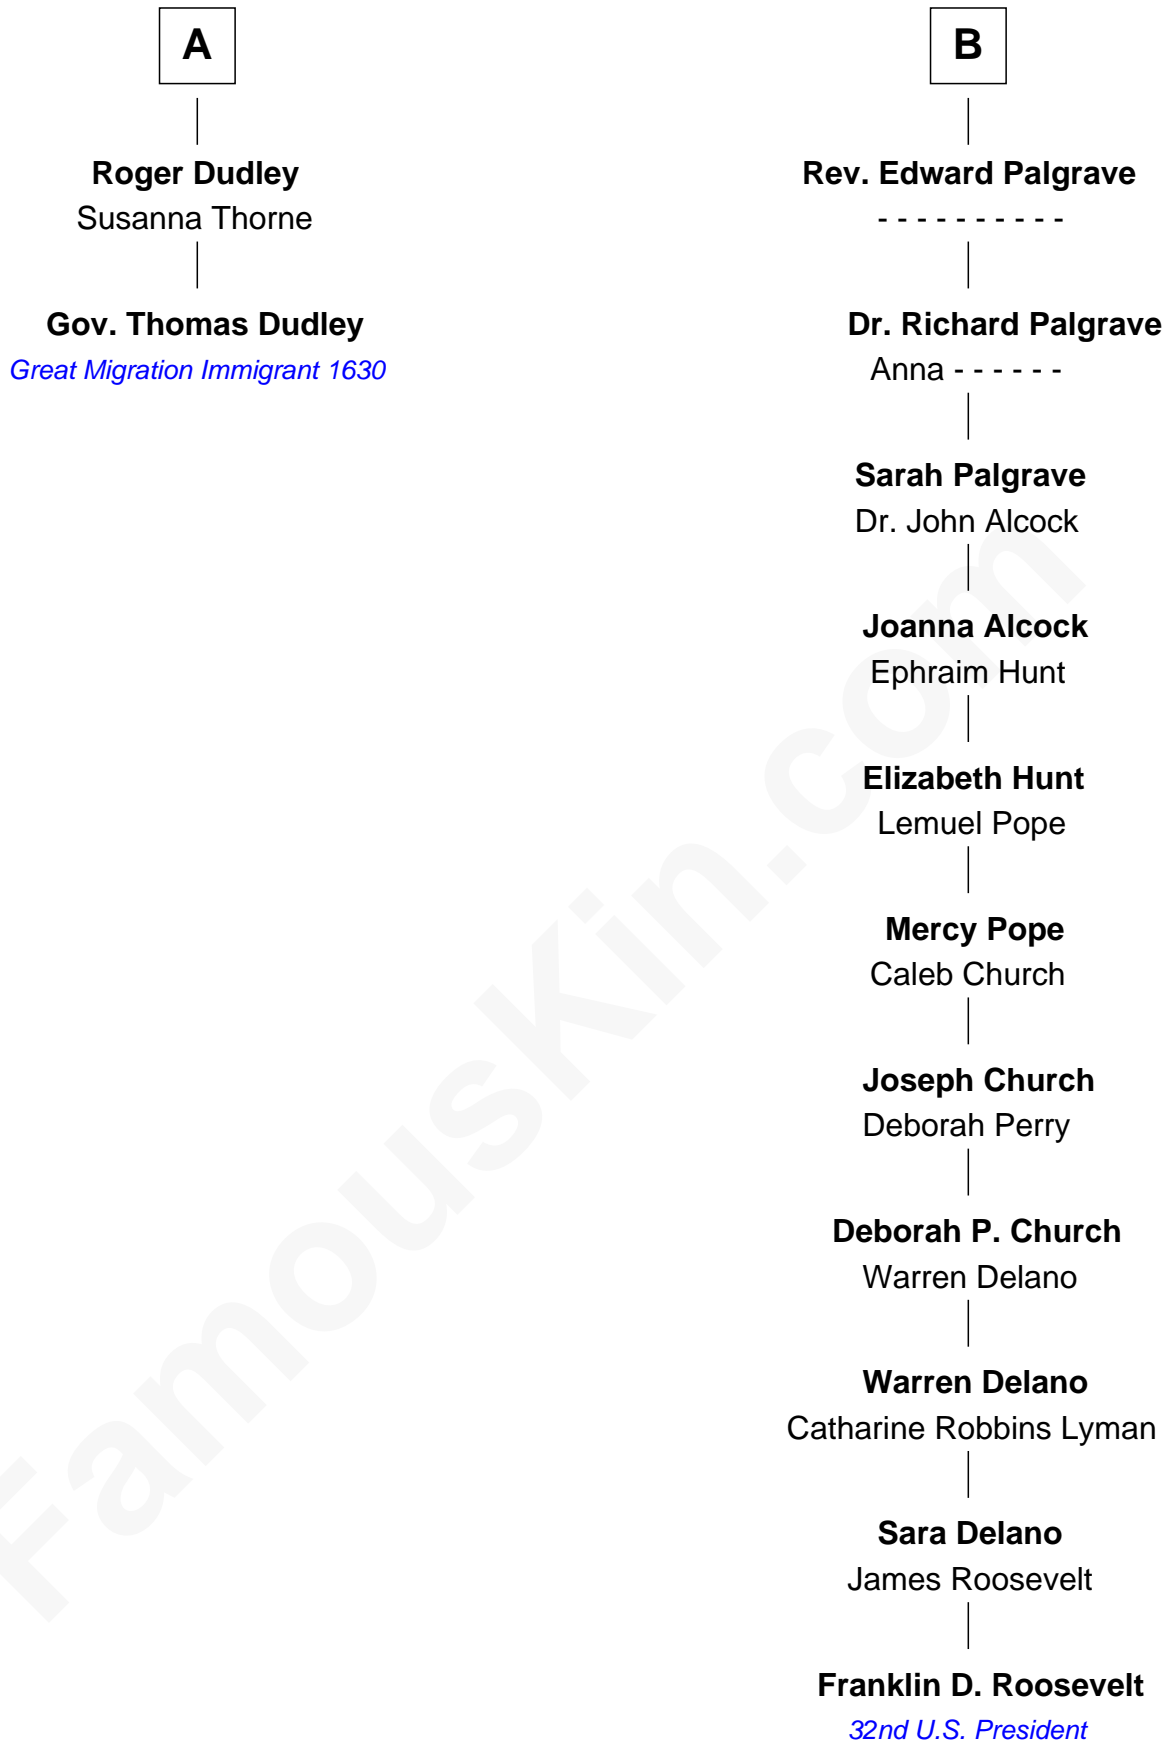 A
Roger Dudley
Susanna Thorne
Gov. Thomas Dudley
Great Migration Immigrant 1630
B
Rev. Edward Palgrave
- - - - - - - - - -
Dr. Richard Palgrave
Anna - - - - - -
Sarah Palgrave
Dr. John Alcock
Joanna Alcock
Ephraim Hunt
Elizabeth Hunt
Lemuel Pope
Mercy Pope
Caleb Church
Joseph Church
Deborah Perry
Deborah P. Church
Warren Delano
Warren Delano
Catharine Robbins Lyman
Sara Delano
James Roosevelt
Franklin D. Roosevelt
32nd U.S. President
FamousKin.com